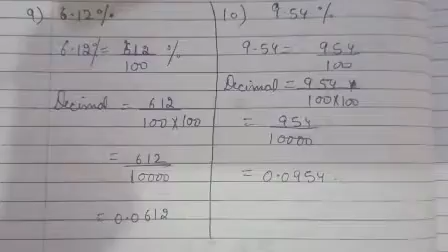 9) 6.12%.
6.12% = 612/100 %
Decimal = 612/100×100
= 612/10000
= 0.0612
10) 9.54 %
9.54 = 954/100
Decimal = 954/100×100
= 954/10000
= 0.0954.